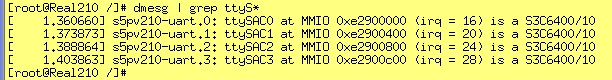 [root@Real210 /]# dmesg | grep ttyS*
[    1.360660] s5pv210-uart.0: ttySAC0 at MMIO 0xe2900000 (irq = 16) is a S3C6400/10
[    1.373873] s5pv210-uart.1: ttySAC1 at MMIO 0xe2900400 (irq = 20) is a S3C6400/10
[    1.388864] s5pv210-uart.2: ttySAC2 at MMIO 0xe2900800 (irq = 24) is a S3C6400/10
[    1.403863] s5pv210-uart.3: ttySAC3 at MMIO 0xe2900c00 (irq = 28) is a S3C6400/10
[root@Real210 /]#